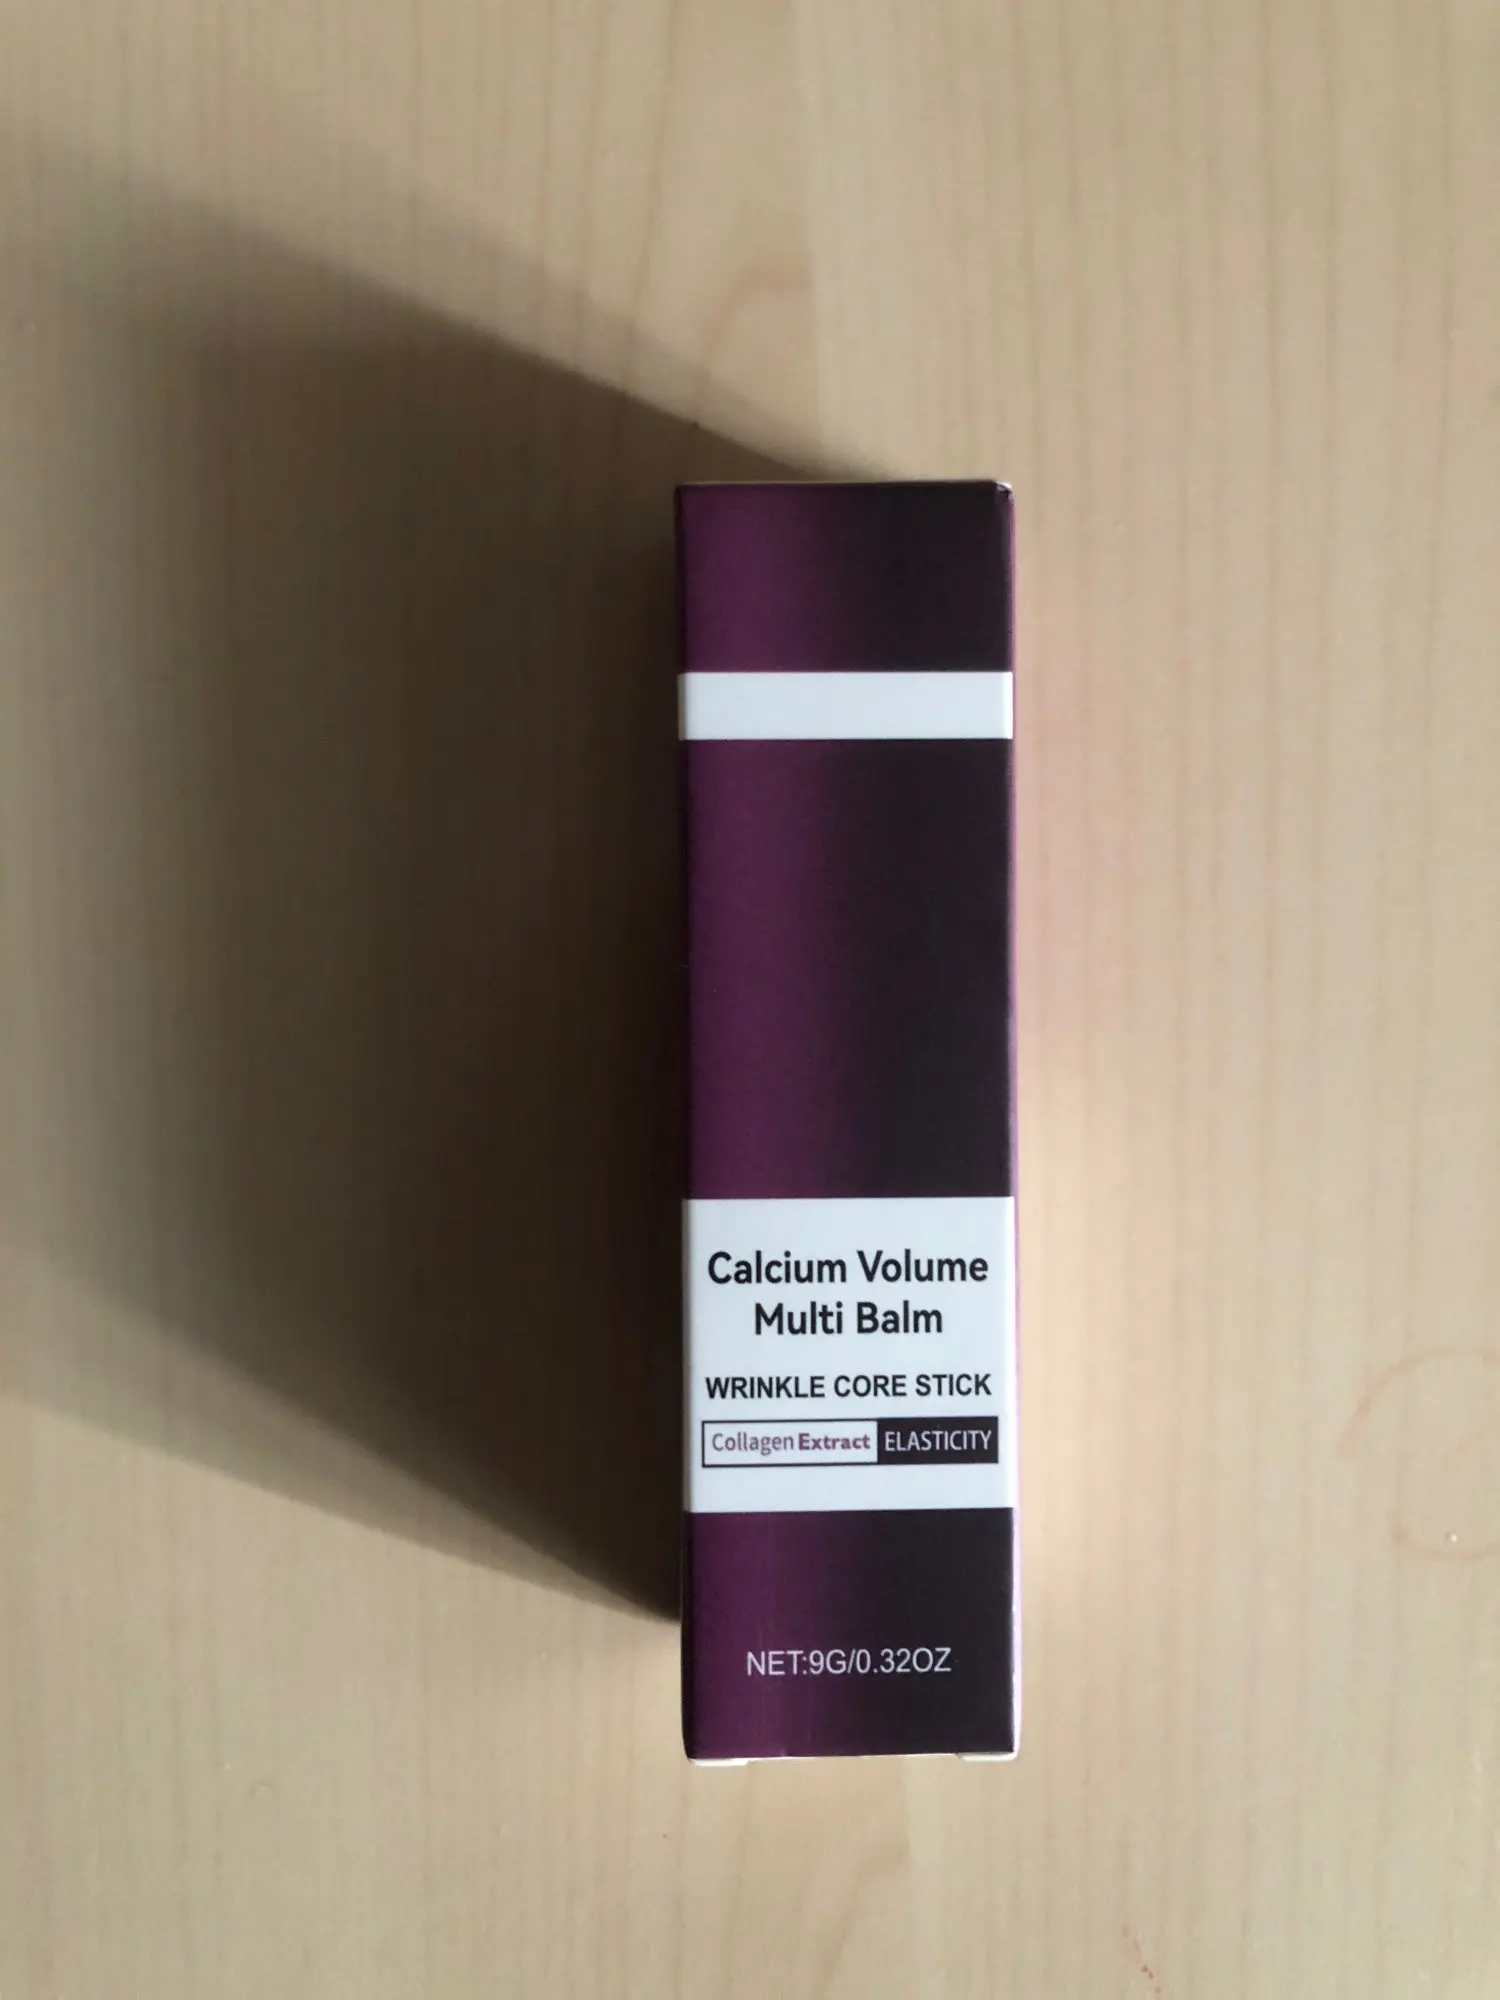 Calcium Volume
Multi Balm
WRINKLE CORE STICK
Collagen Extract ELASTICITY
NET:9G/0.32OZ